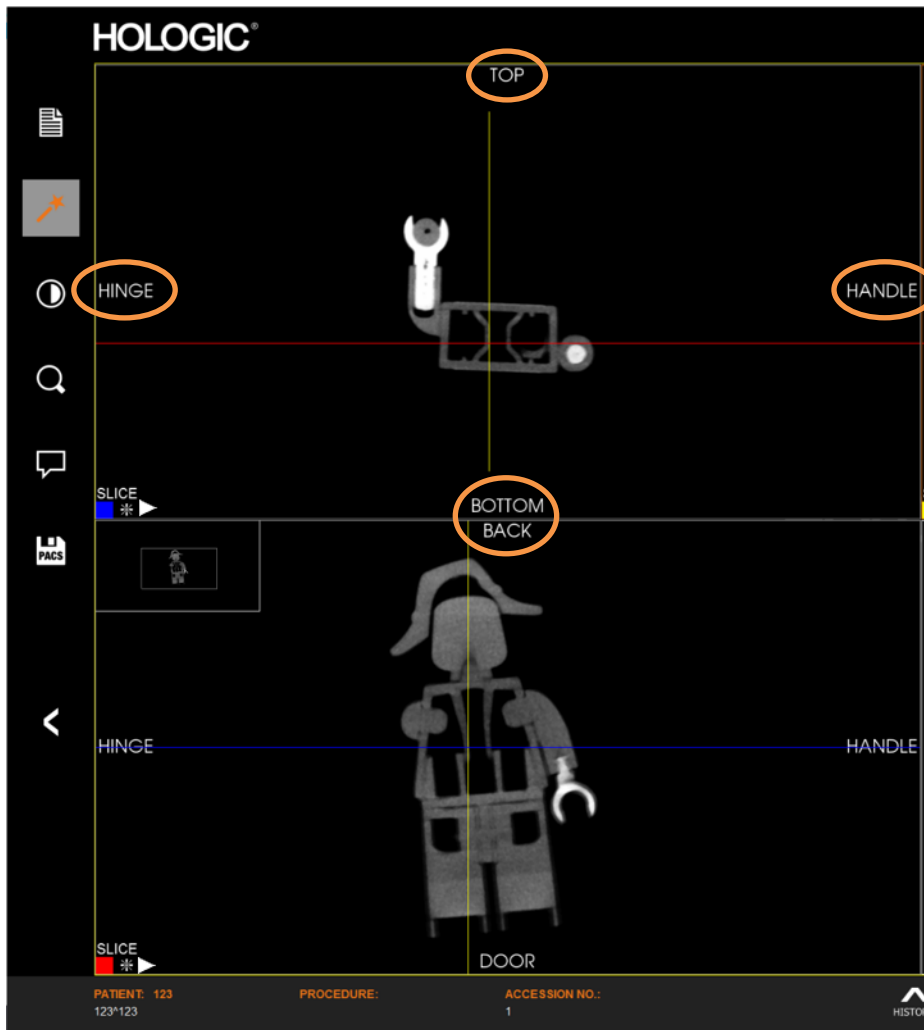 HOLOGIC®
TOP
HINGE
HANDLE
SLICE
BOTTOM
BACK
PACS
HINGE
HANDLE
SLICE
DOOR
PATIENT: 123
PROCEDURE:
ACCESSION NO.:
123^123
1